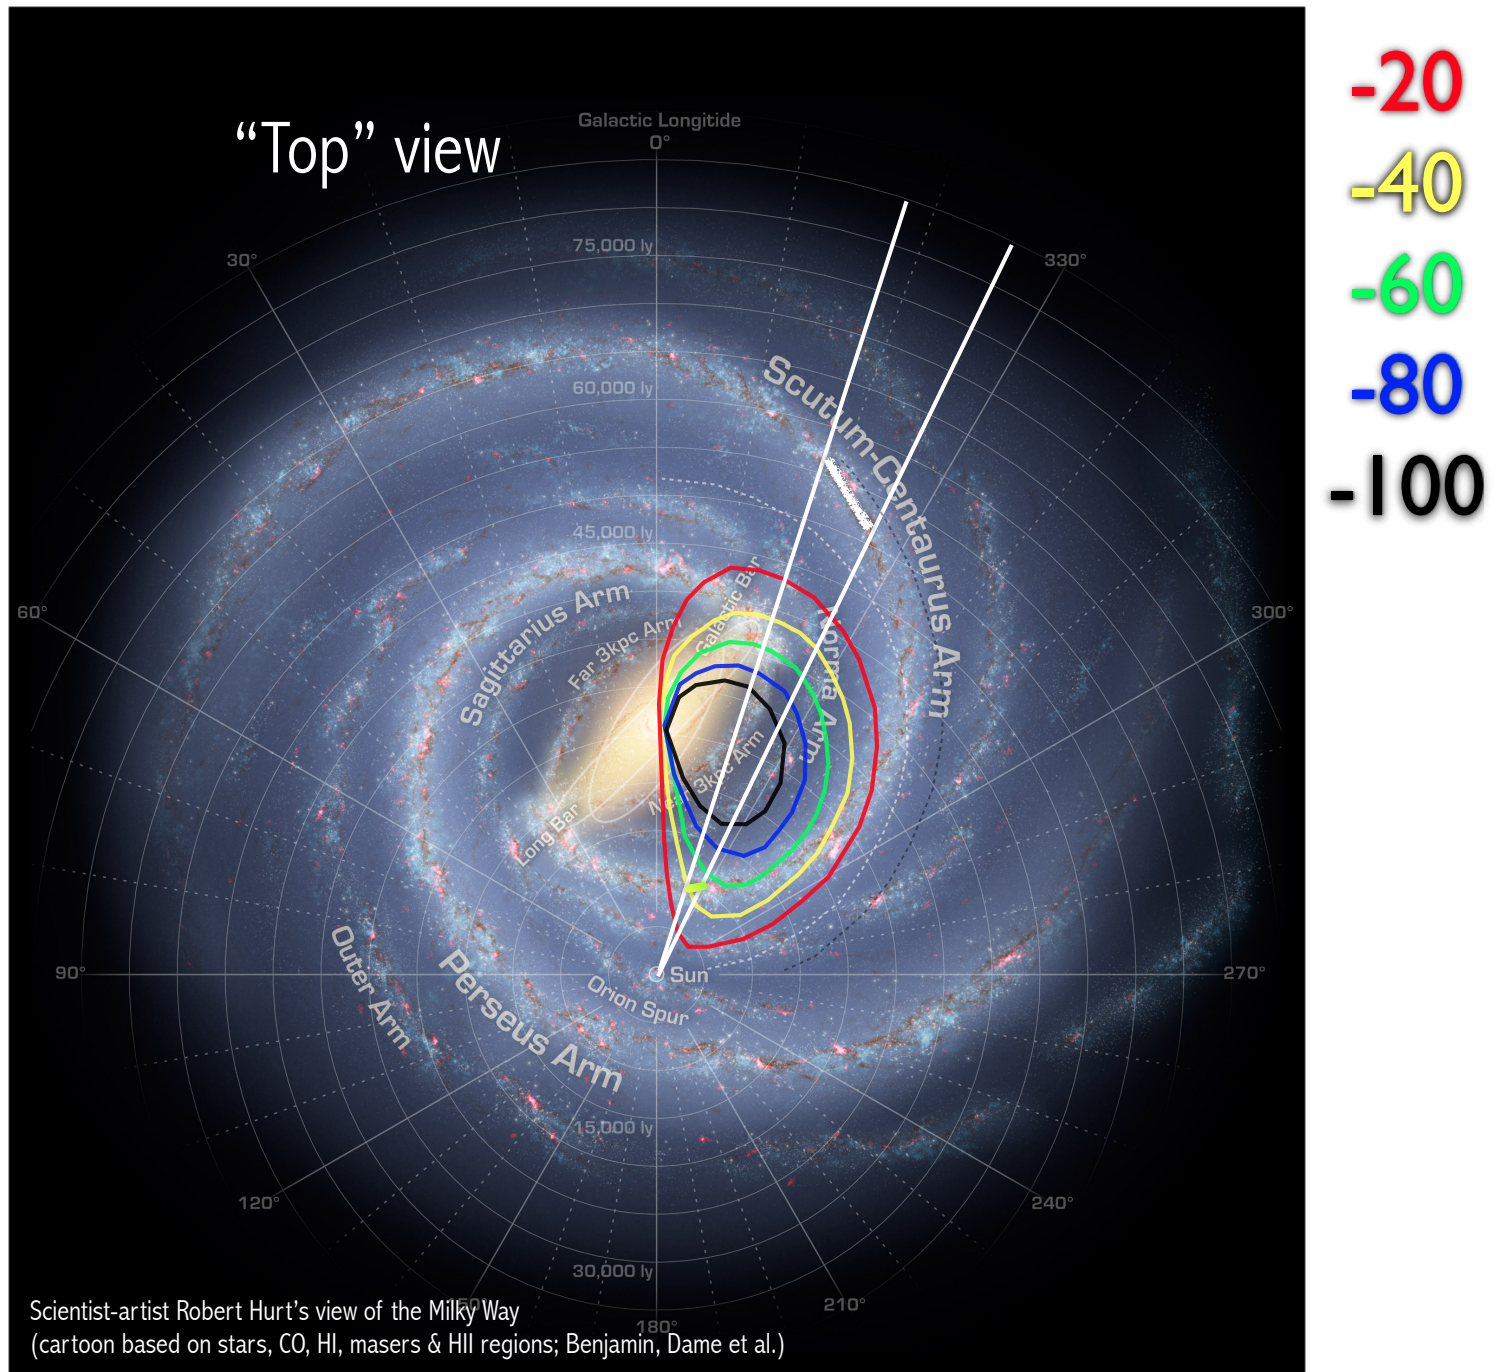 “Top” view
Galactic Longitide
0°
30°
330°
75,000 ly
60,000 ly
45,000 ly
Scutum-Centaurus Arm
Sagittarius Arm
Far 3kpc Arm
Galactic Bar
Norma Arm
Near 3kpc Arm
Long Bar
60°
300°
90°
270°
Sun
Orion Spur
Perseus Arm
Outer Arm
15,000 ly
30,000 ly
120°
240°
150°
210°
180°
Scientist-artist Robert Hurt’s view of the Milky Way
(cartoon based on stars, CO, HI, masers & HII regions; Benjamin, Dame et al.)
-20
-40
-60
-80
-100